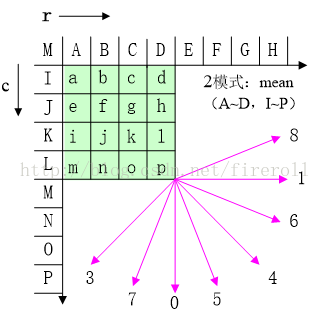 r
M A B C D E F G H
I a b c d
2模式: mean
c
J e f g h
(A~D, I~P)
K i j k l
8
L m n o p
http://blog.csdn.net/fireroll
1
M
N
6
O
P
3
7
0
5
4